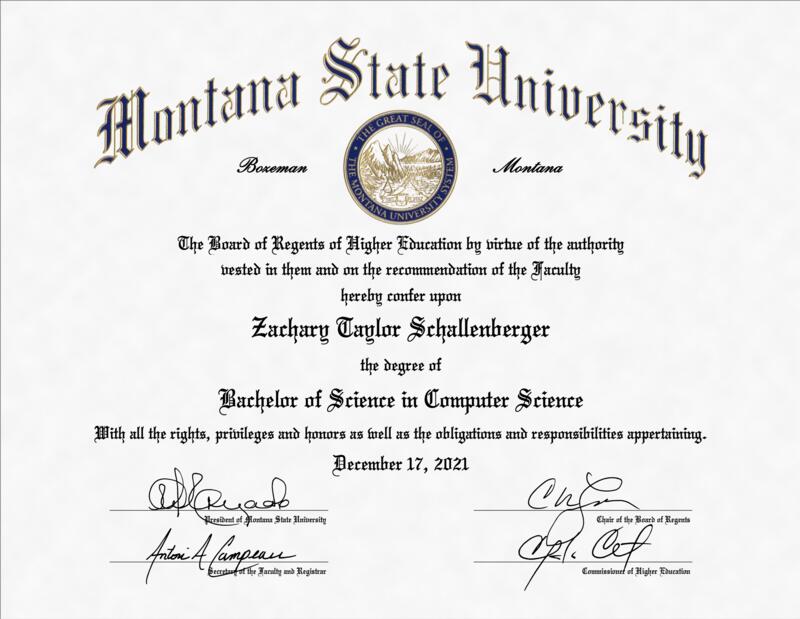 Montana State University
THE GREAT SEAL OF
THE MONTANA UNIVERSITY SYSTEM
Bozeman Montana
The Board of Regents of Higher Education by virtue of the authority
vested in them and on the recommendation of the Faculty
hereby confer upon
Zachary Taylor Schallenberger
the degree of
Bachelor of Science in Computer Science
With all the rights, privileges and honors as well as the obligations and responsibilities appertaining.
December 17, 2021
President of Montana State University
Chair of the Board of Regents
Antoni A Campeau
Secretary of the Faculty and Registrar
Commissioner of Higher Education